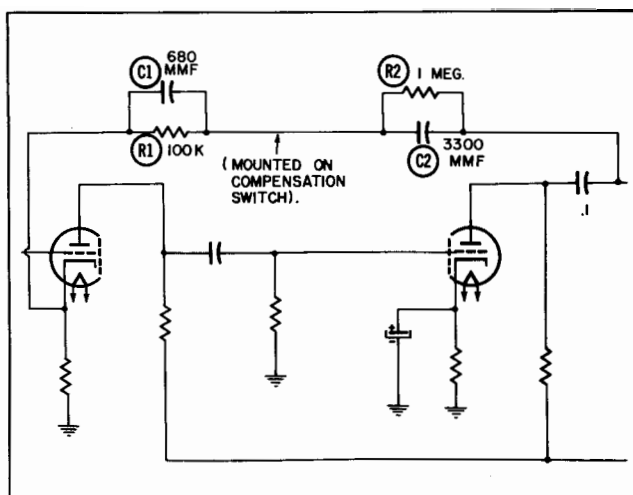 C1
680
MMF
R1
100K
(MOUNTED ON
COMPENSATION
SWITCH).
R2
1 MEG.
C2
3300
MMF
.1
+
-